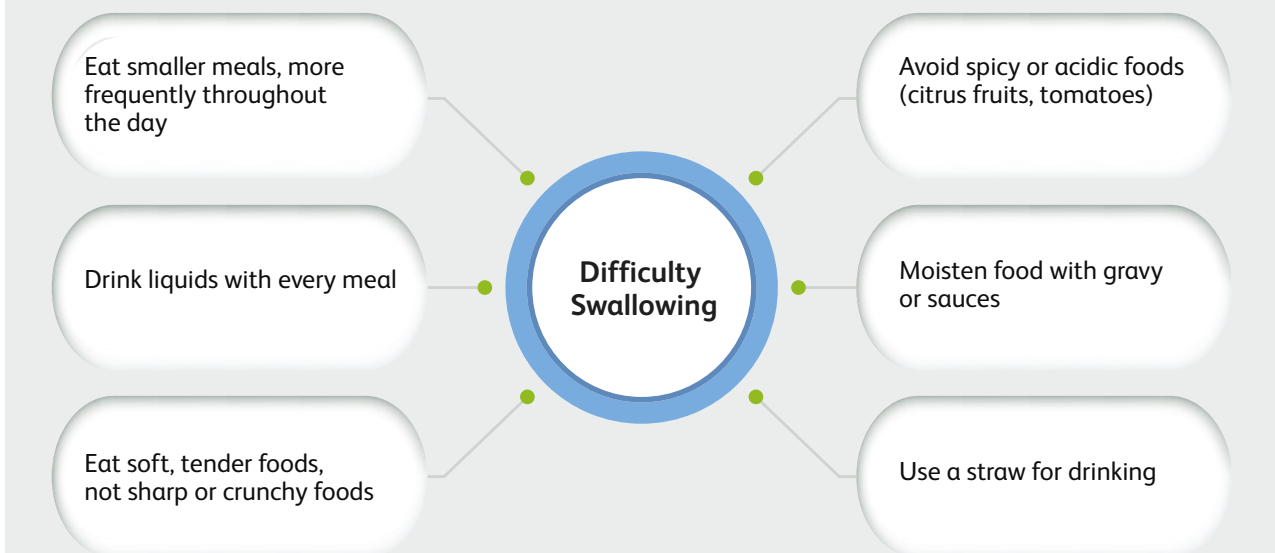 Eat smaller meals, more
frequently throughout
the day
Drink liquids with every meal
Eat soft, tender foods,
not sharp or crunchy foods
Difficulty
Swallowing
Avoid spicy or acidic foods
(citrus fruits, tomatoes)
Moisten food with gravy
or sauces
Use a straw for drinking